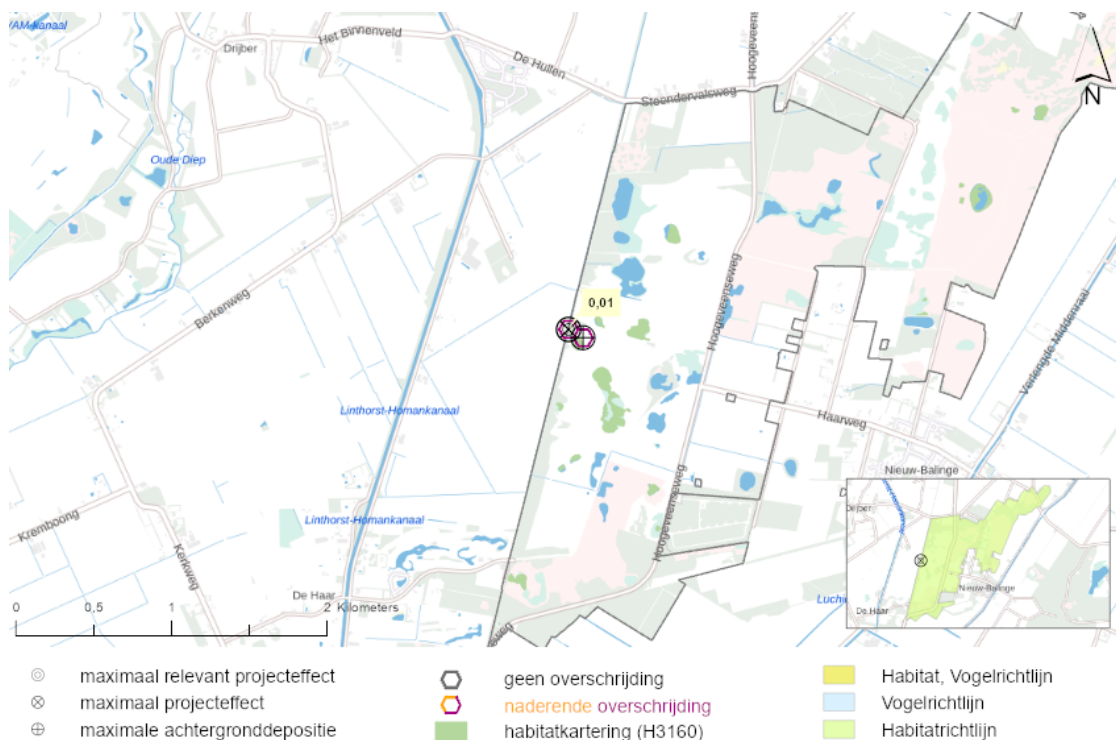 VAM-kanaal
Het Binnenveld
Drijber
De Hullen
Hoogeveense
Steendervalsweg
N
Oude Diep
Berkenweg
0,01
Hoogeveenseweg
Verlengde Middenraai
Linthorst-Homankanaal
Haarweg
Nieuw-Balinge
Kremboong
Linthorst-Homankanaal
Hoogeveenseweg
Kerkweg
De Haar
0 0,5 1 2 Kilometers
Drijber
Nieuw-Balinge
De Haar
maximaal relevant projecteffect
maximaal projecteffect
maximale achtergronddepositie
geen overschrijding
naderende overschrijding
habitatkartering (H3160)
Habitat, Vogelrichtlijn
Vogelrichtlijn
Habitatrichtlijn